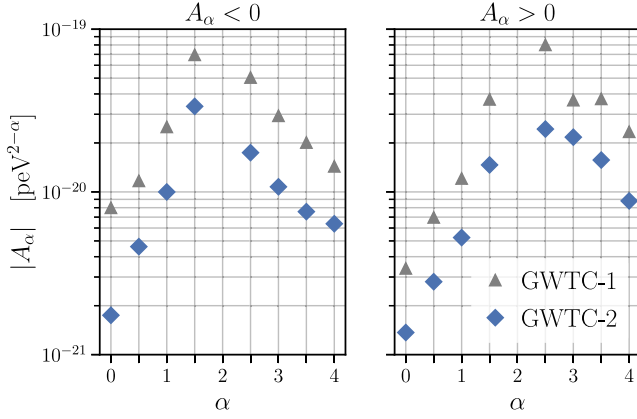 A_α < 0
A_α > 0
|A_α| [peV^{2−α}]
10^{−19}
10^{−20}
10^{−21}
0 1 2 3 4
0 1 2 3 4
α
α
GWTC-1
GWTC-2